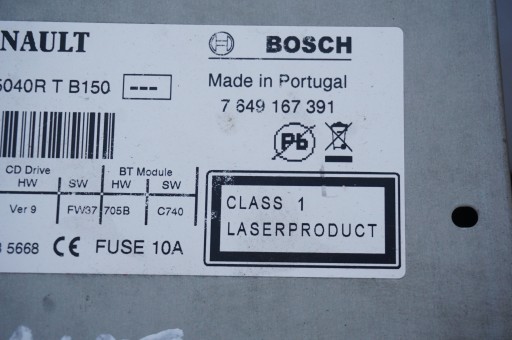 NAULT
BOSCH
5040R T B150 ---
Made in Portugal
7 649 167 391
Pb
CD Drive BT Module
HW SW HW SW
Ver 9 FW37 705B C740
CLASS 1
LASERPRODUCT
5668 CE FUSE 10A